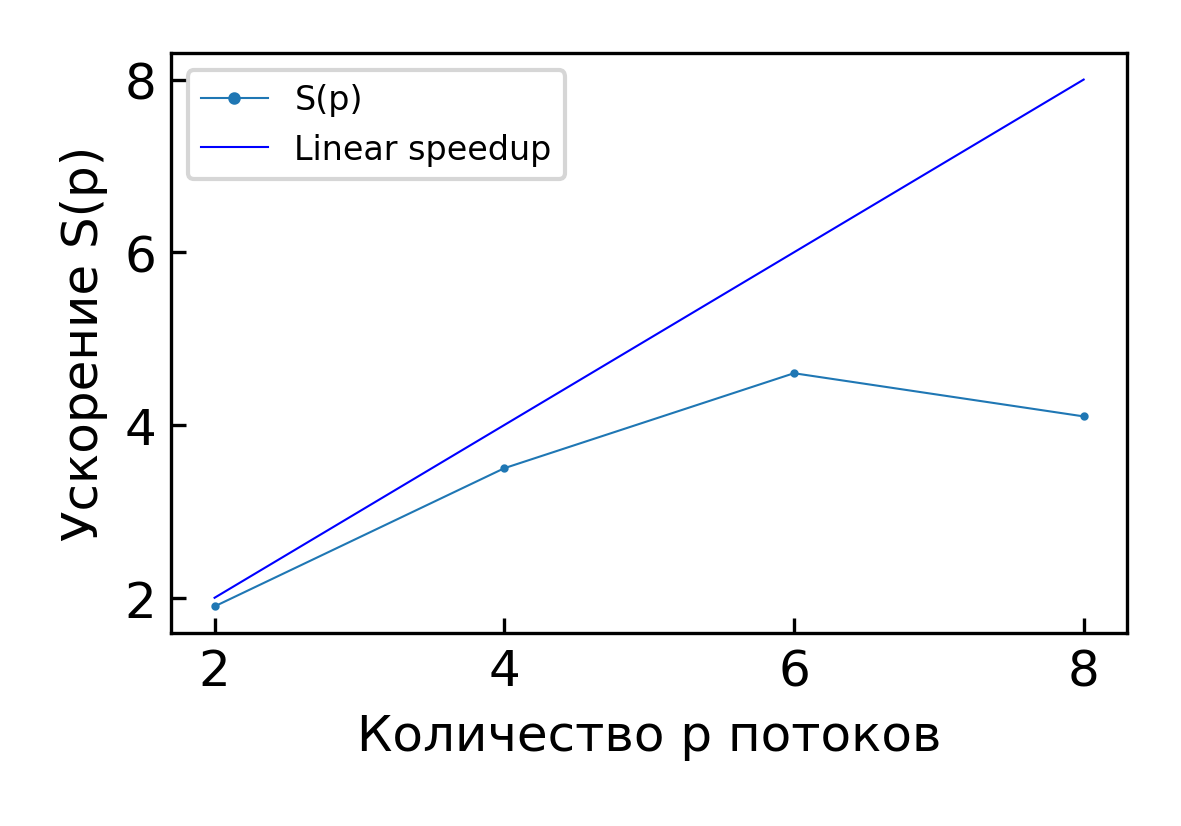 S(p)
Linear speedup
8
6
4
2
Ускорение S(p)
2 4 6 8
Количество p потоков